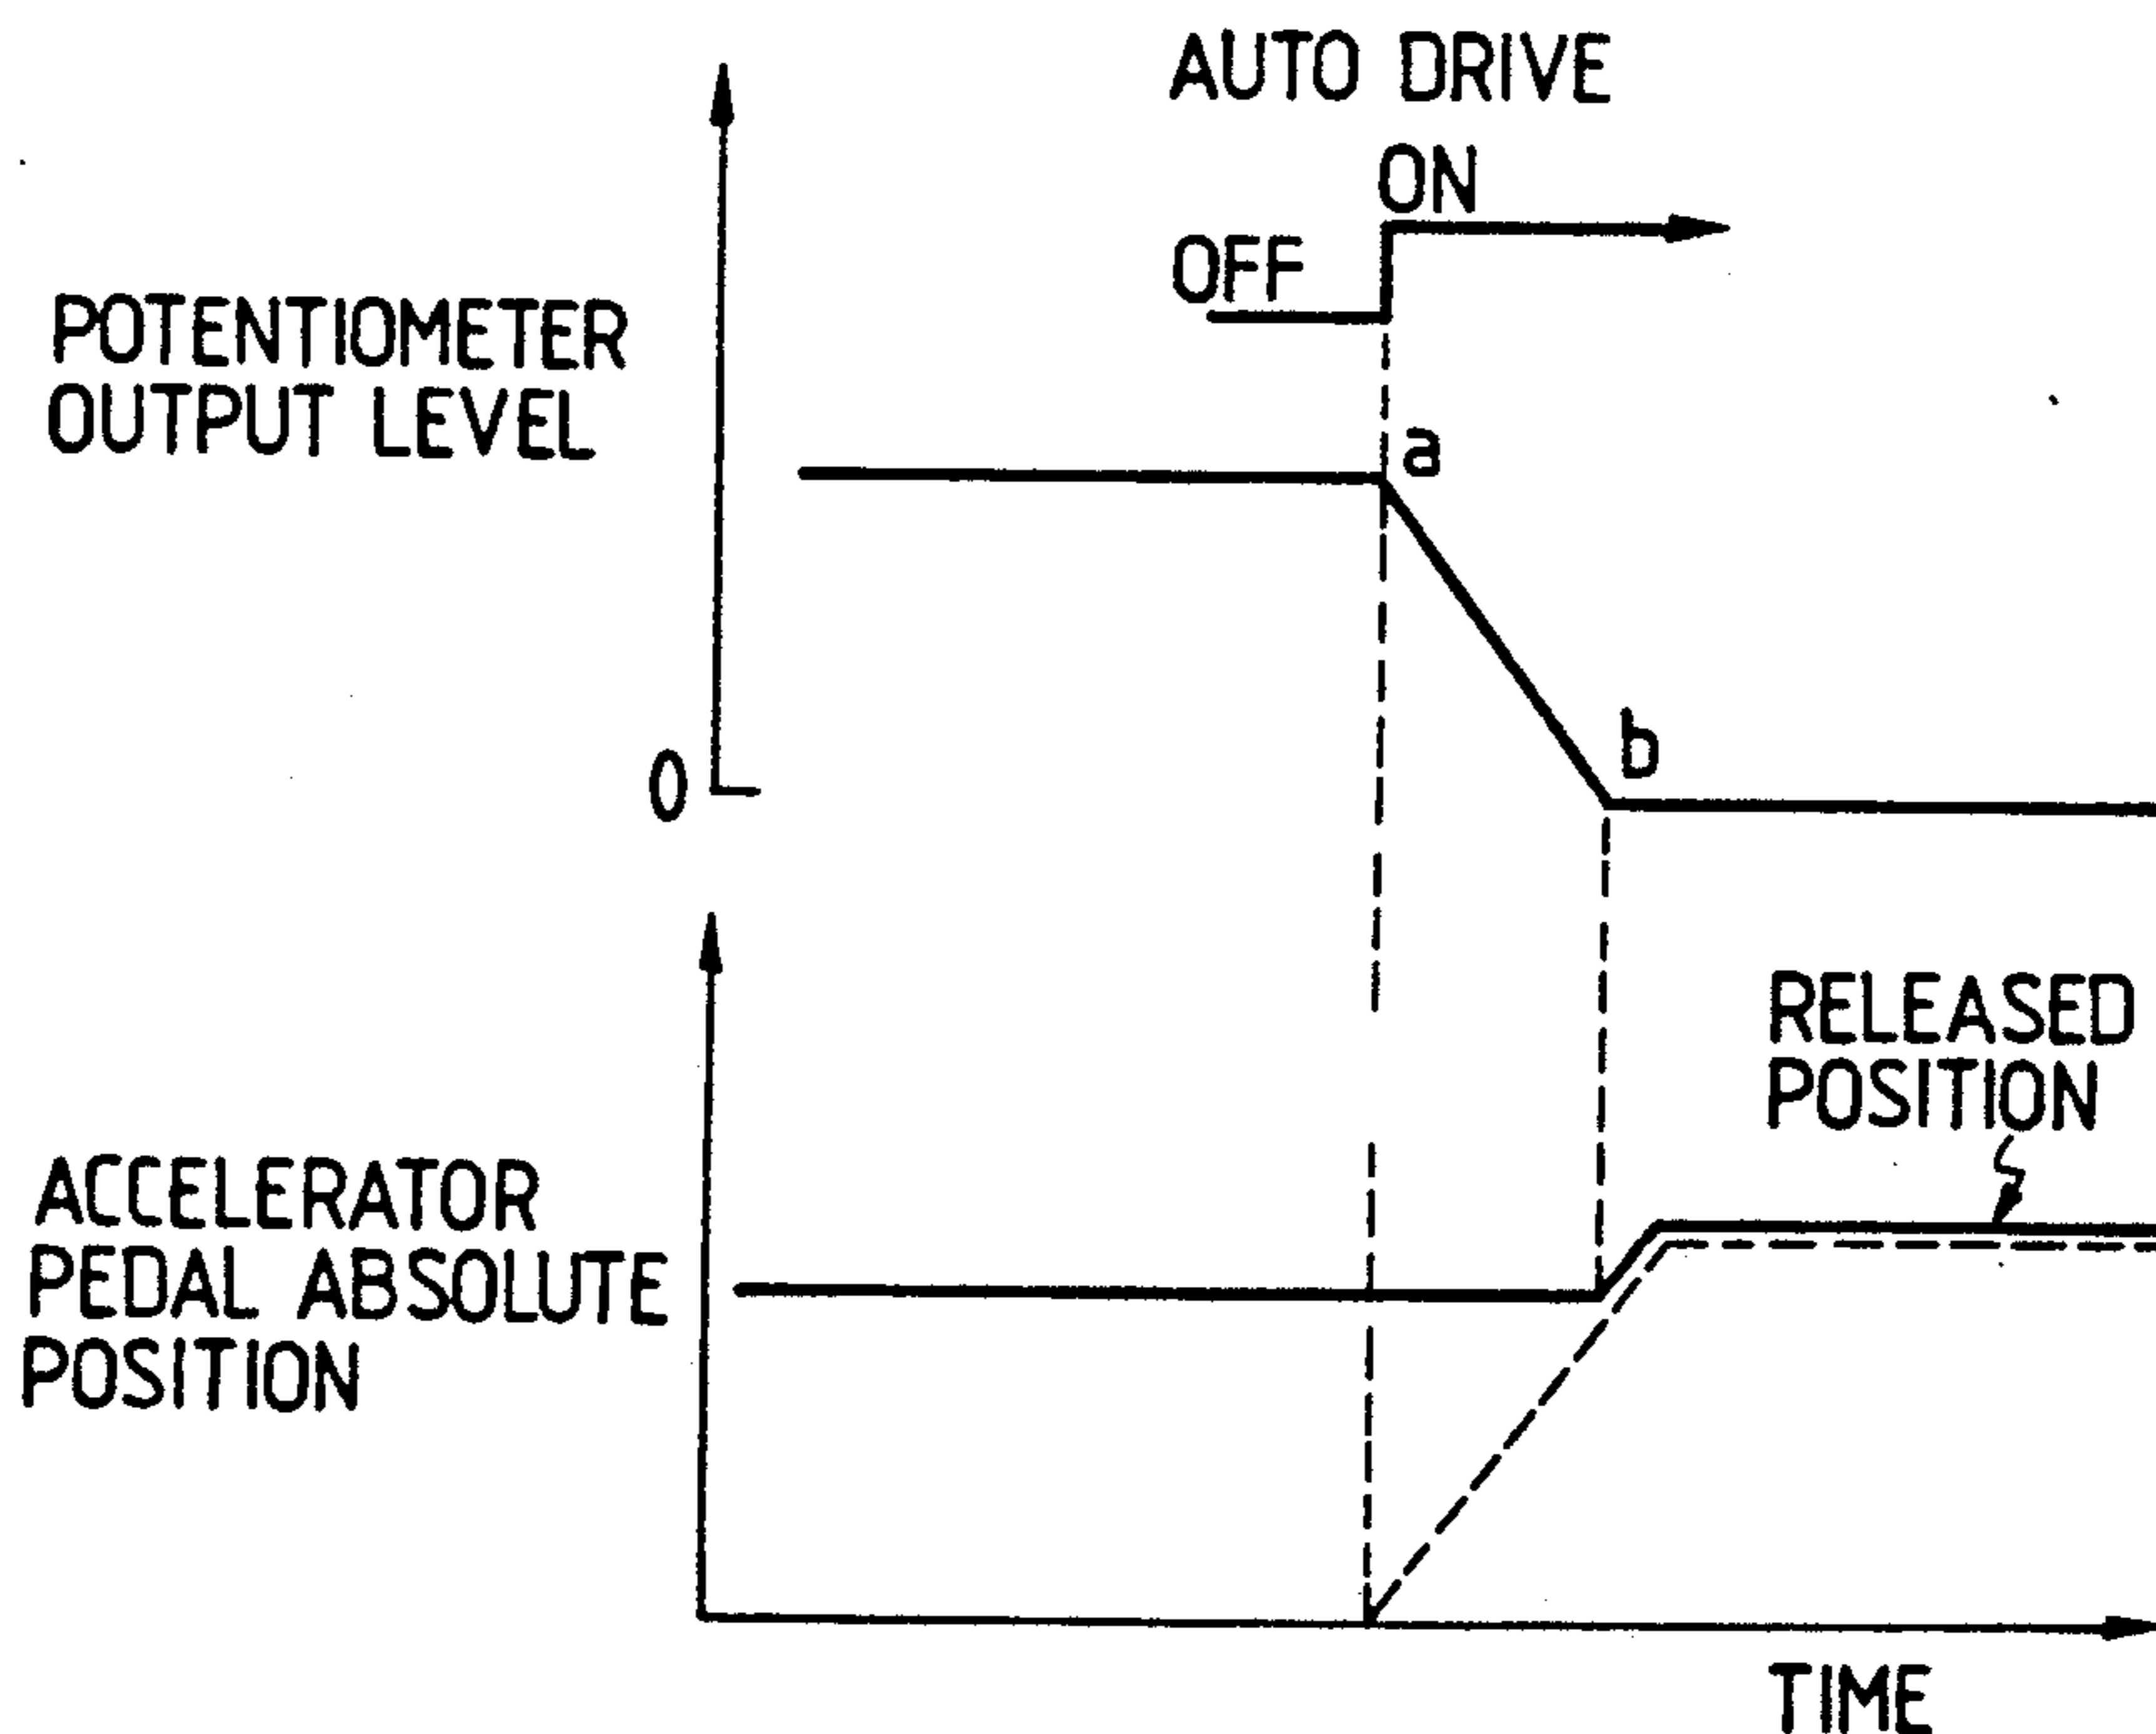 AUTO DRIVE
ON
OFF
POTENTIOMETER
OUTPUT LEVEL
a
b
0
RELEASED
POSITION
ACCELERATOR
PEDAL ABSOLUTE
POSITION
TIME